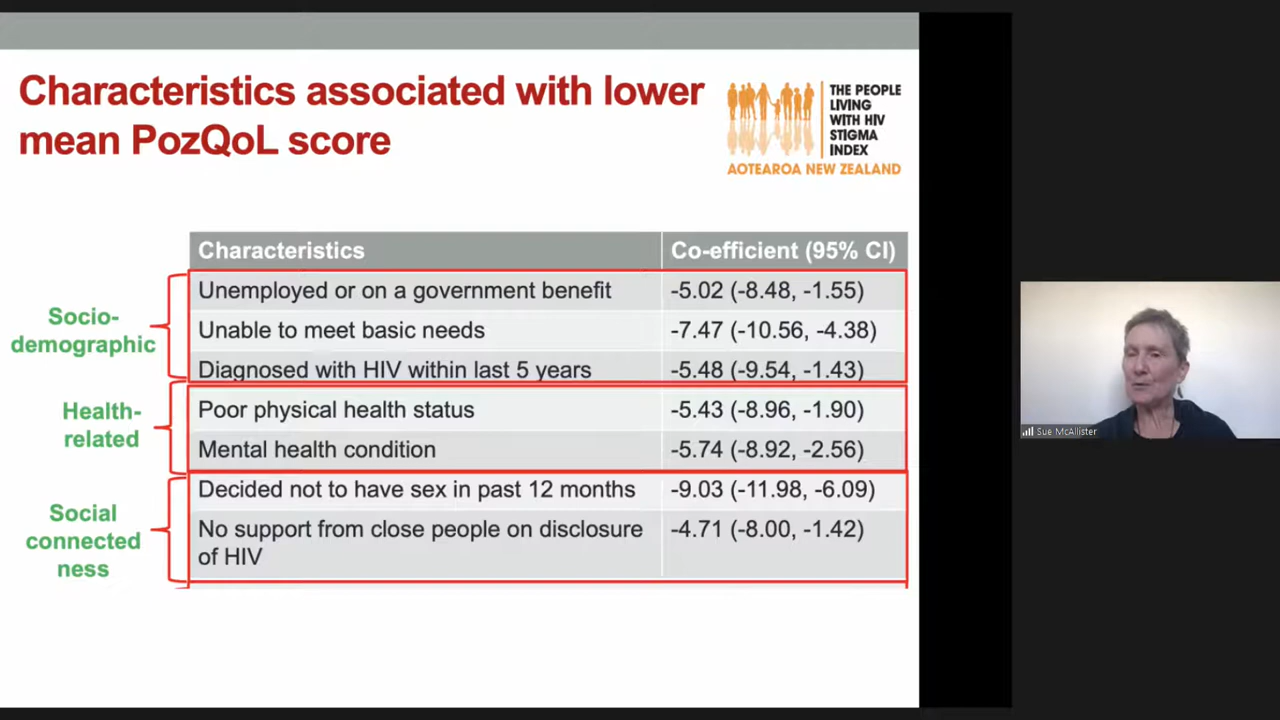 Characteristics associated with lower
mean PozQoL score
THE PEOPLE
LIVING
WITH HIV
STIGMA
INDEX
AOTEAROA NEW ZEALAND
Characteristics Co-efficient (95% CI)
Socio-
demographic
Unemployed or on a government benefit -5.02 (-8.48, -1.55)
Unable to meet basic needs -7.47 (-10.56, -4.38)
Diagnosed with HIV within last 5 years -5.48 (-9.54, -1.43)
Health-
related
Poor physical health status -5.43 (-8.96, -1.90)
Mental health condition -5.74 (-8.92, -2.56)
Social
connected
ness
Decided not to have sex in past 12 months -9.03 (-11.98, -6.09)
No support from close people on disclosure -4.71 (-8.00, -1.42)
of HIV
Sue McAllister